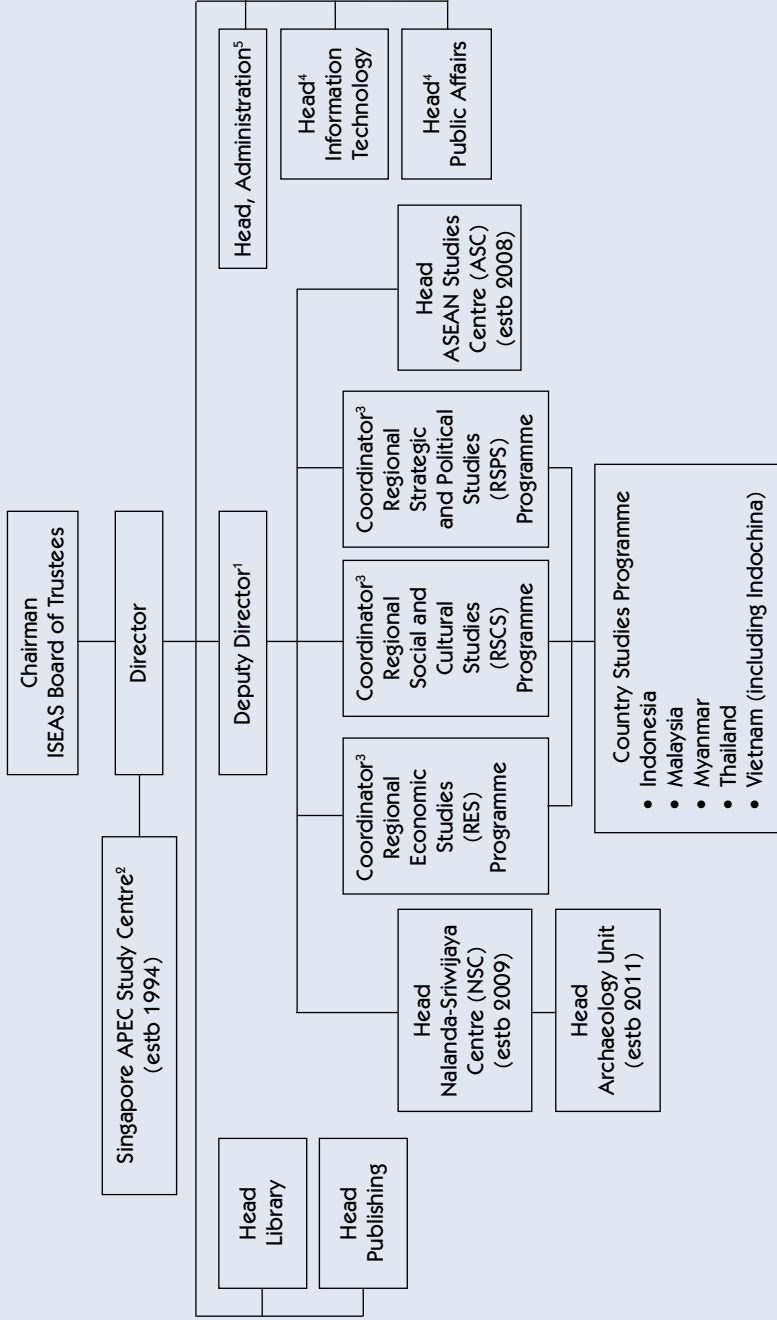 Chairman
ISEAS Board of Trustees
Director
Singapore APEC Study Centre²
(estb 1994)
Deputy Director¹
Head
Library
Head
Publishing
Head, Administration⁵
Head⁴
Information
Technology
Head⁴
Public Affairs
Head
Nalanda-Sriwijaya
Centre (NSC)
(estb 2009)
Head
Archaeology Unit
(estb 2011)
Coordinator³
Regional
Economic
Studies
(RES)
Programme
Coordinator³
Regional
Social and
Cultural
Studies
(RSCS)
Programme
Coordinator³
Regional
Strategic
and Political
Studies
(RSPS)
Programme
Head
ASEAN Studies
Centre (ASC)
(estb 2008)
Country Studies Programme
• Indonesia
• Malaysia
• Myanmar
• Thailand
• Vietnam (including Indochina)